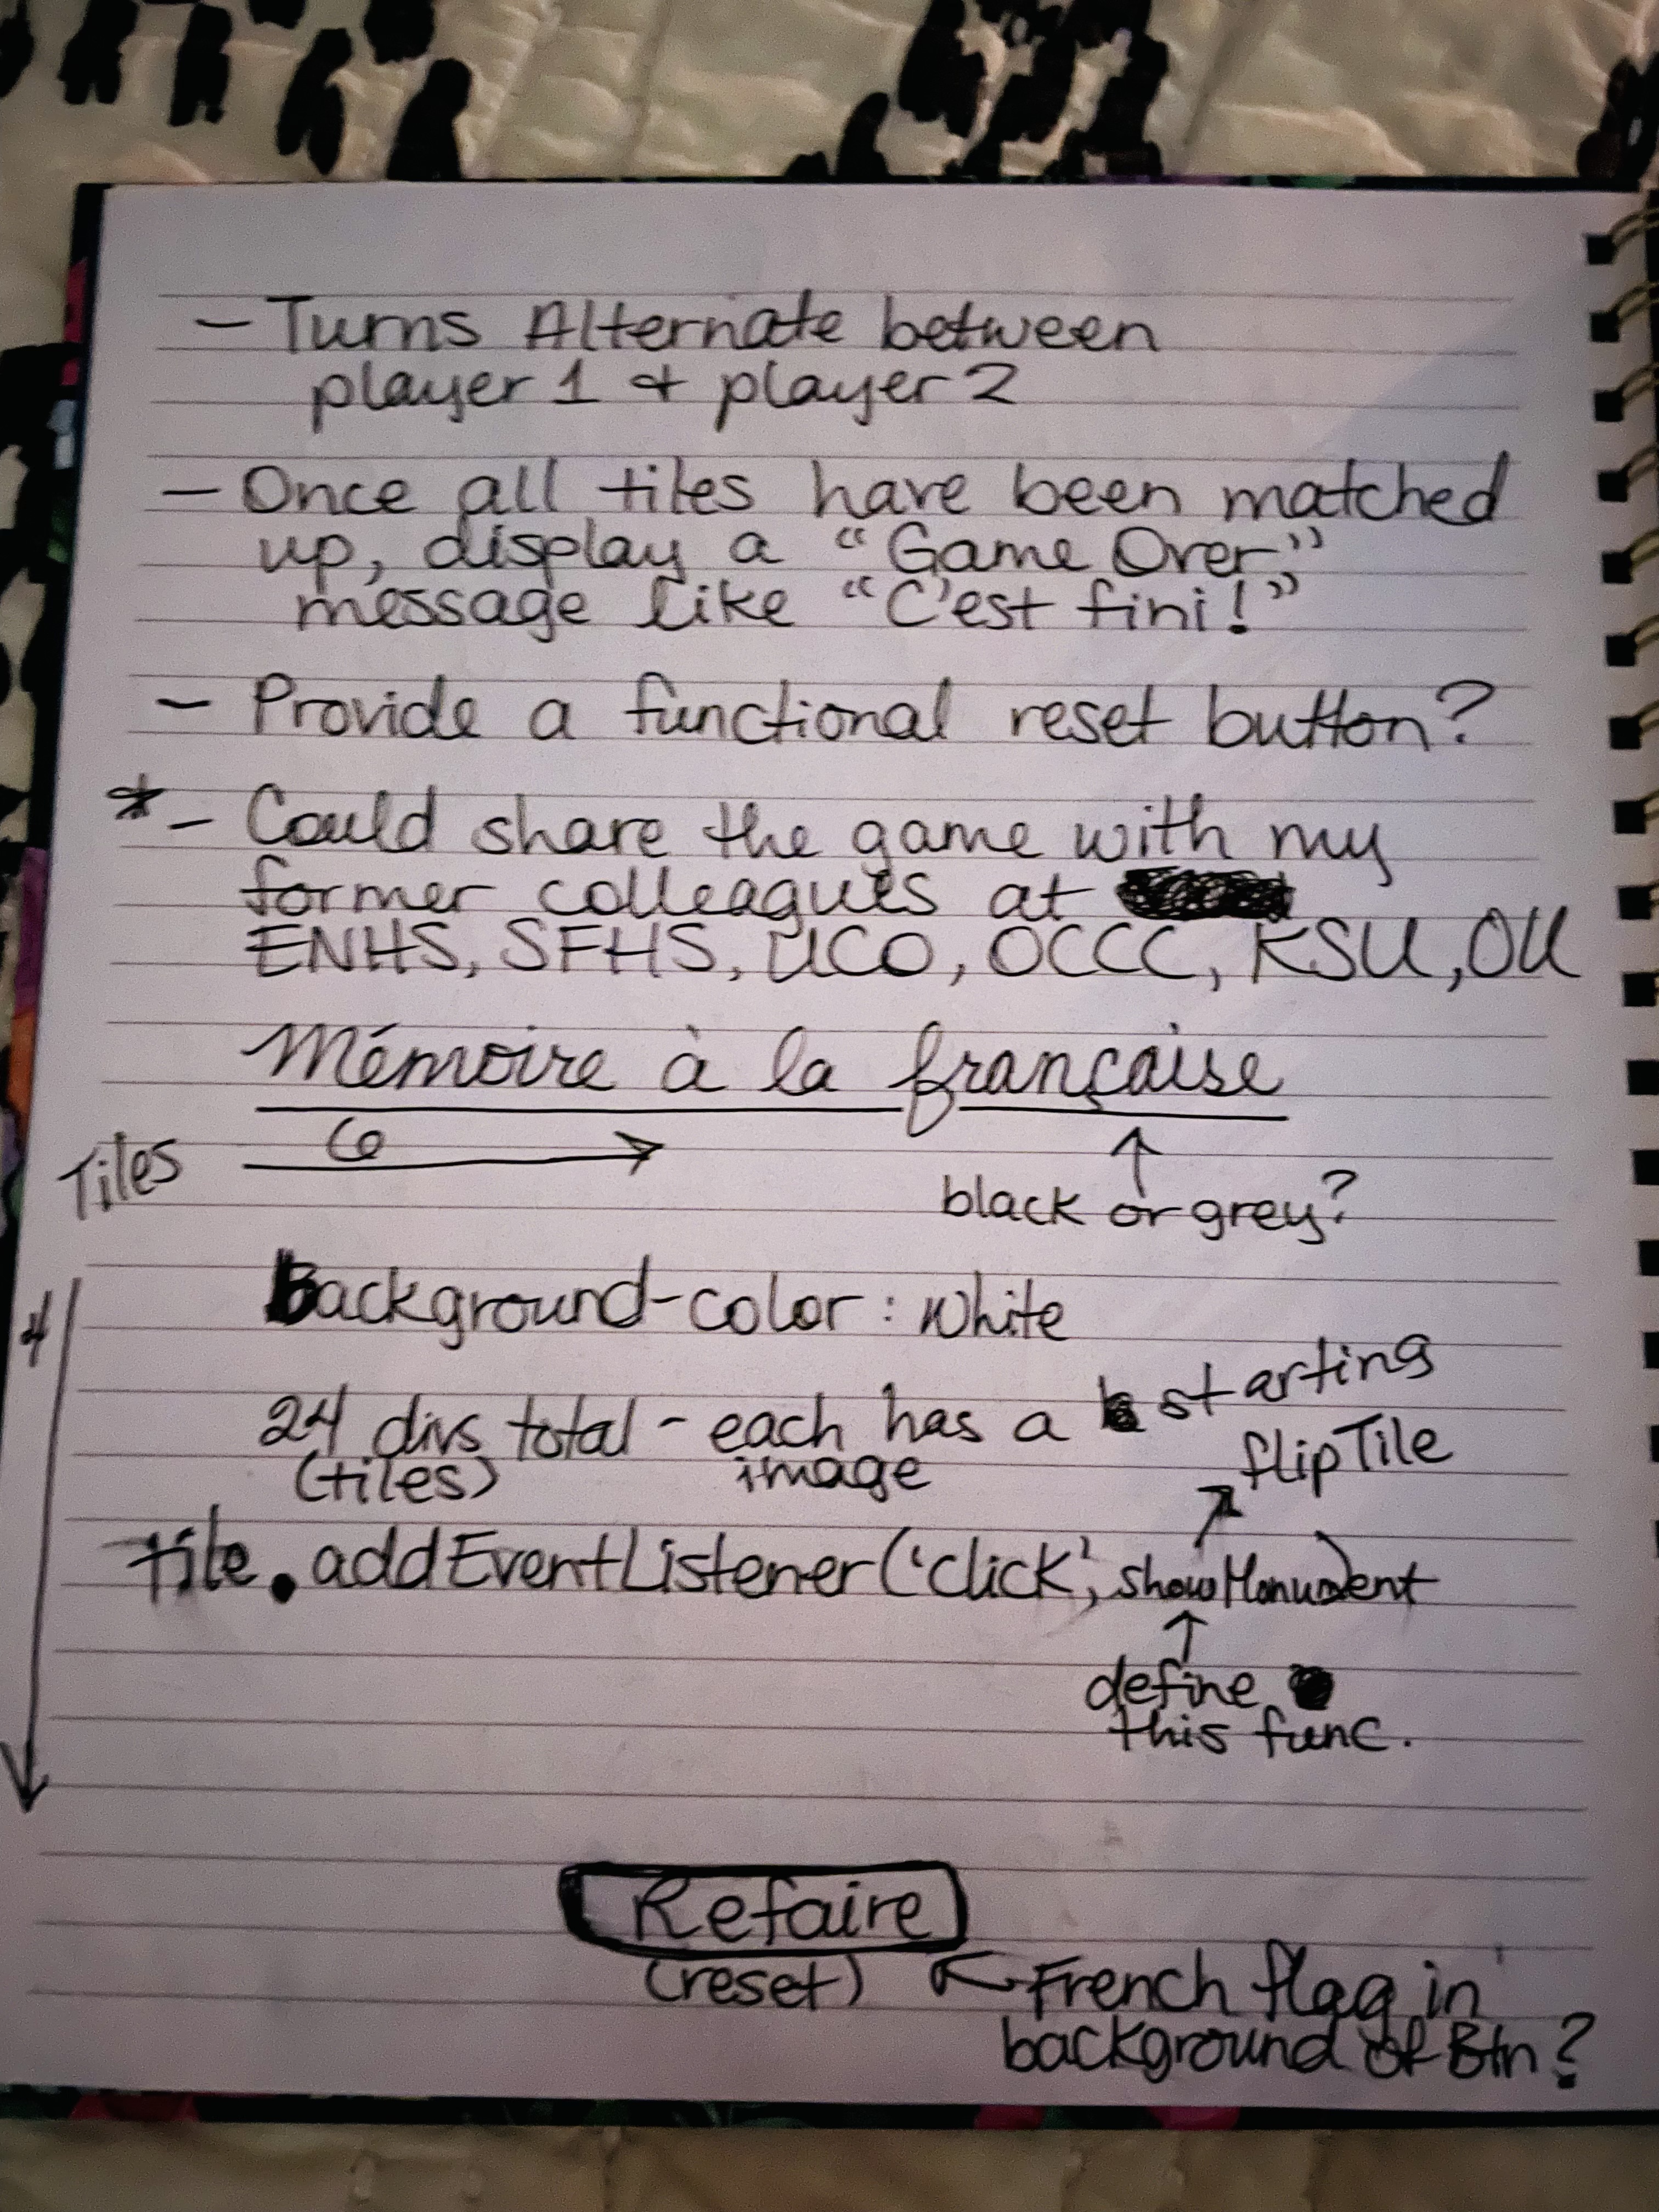 - Turns Alternate between
player 1 + player 2
- Once all tiles have been matched
up, display a "Game Over,"
message like "C'est fini!"
- Provide a functional reset button?
*- Could share the game with my
former colleagues at
ENHS, SFHS, UCO, OCCC, KSU, OU
Mémoire à la française
Tiles 6
black or grey?
4
Background-color: White
24 divs total - each has a starting
(tiles) image
flipTile
tile.addEventListener('click', showMonument)
define
this func.
Refaire
(reset)
French flag in
background of Btn?